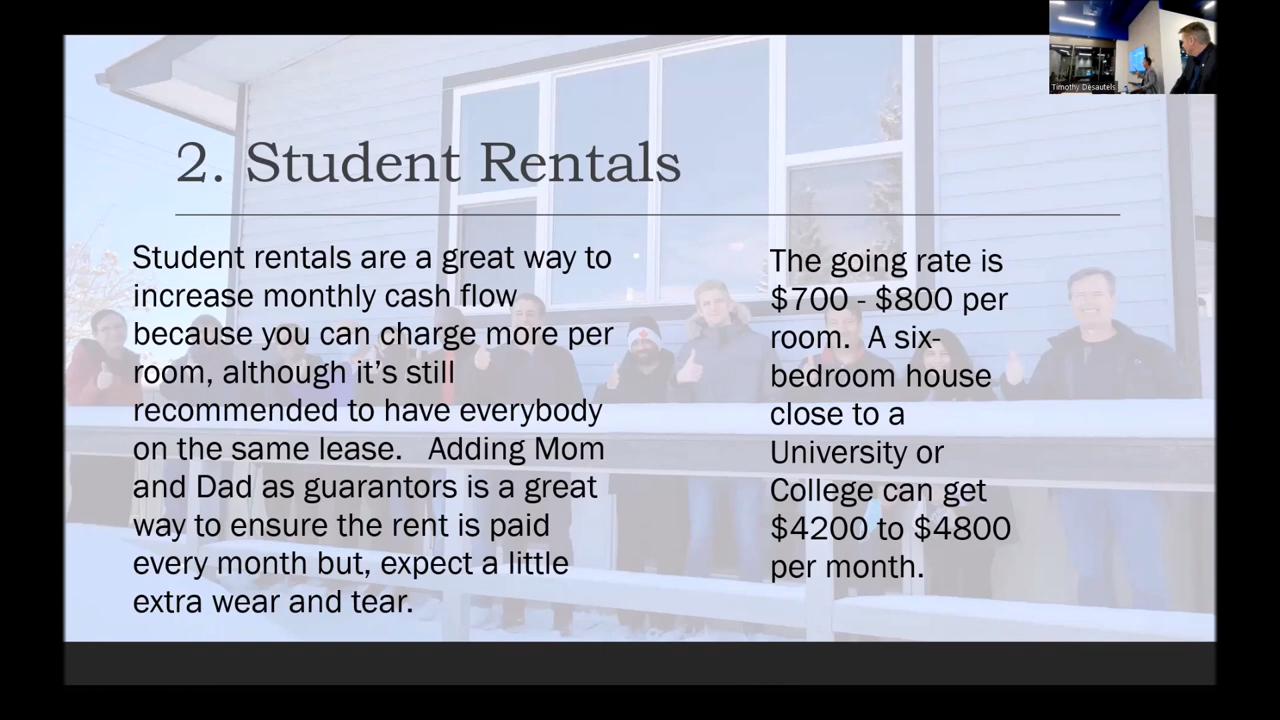 Timothy Desautels
2. Student Rentals
Student rentals are a great way to
increase monthly cash flow
because you can charge more per
room, although it's still
recommended to have everybody
on the same lease.   Adding Mom
and Dad as guarantors is a great
way to ensure the rent is paid
every month but, expect a little
extra wear and tear.
The going rate is
$700 - $800 per
room.  A six-
bedroom house
close to a
University or
College can get
$4200 to $4800
per month.